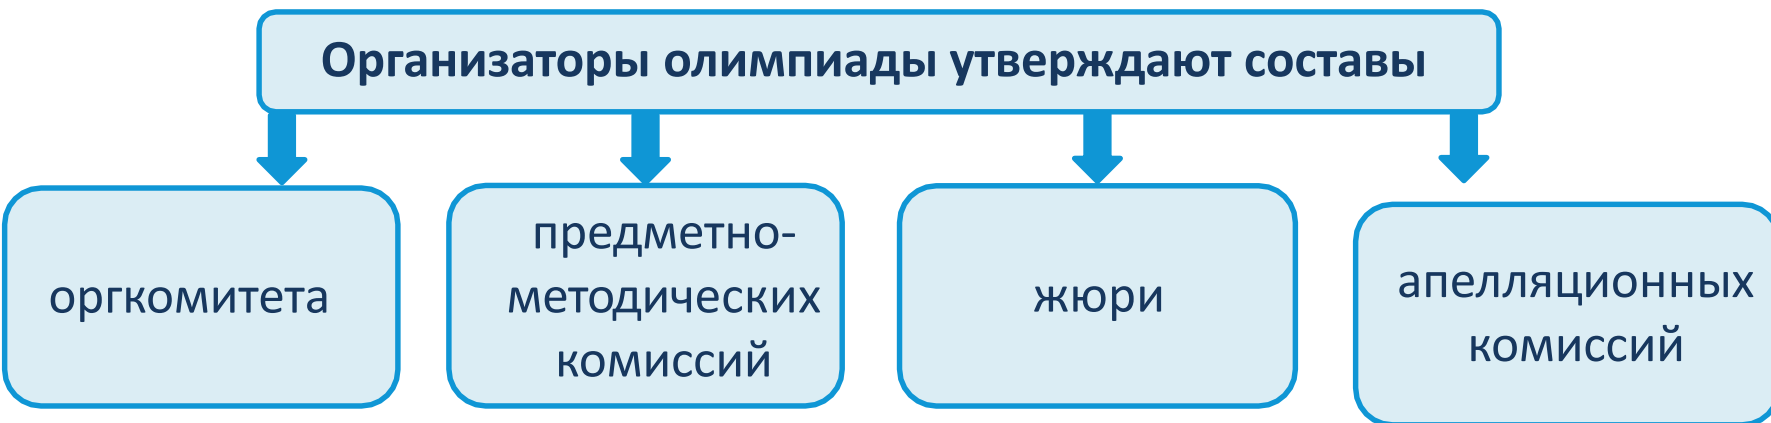 Организаторы олимпиады утверждают составы
оргкомитета
предметно-
методических
комиссий
жюри
апелляционных
комиссий